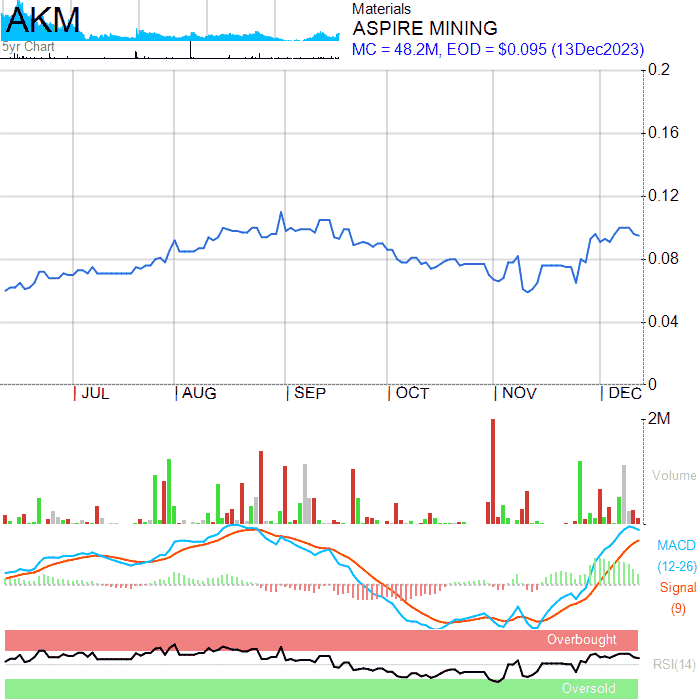 AKM
5yr Chart
Materials
ASPIRE MINING
MC = 48.2M, EOD = $0.095 (13Dec2023)
0.2
0.16
0.12
0.08
0.04
0
JUL AUG SEP OCT NOV DEC
2M
Volume
MACD
(12-26)
Signal
(9)
Overbought
RSI(14)
Oversold